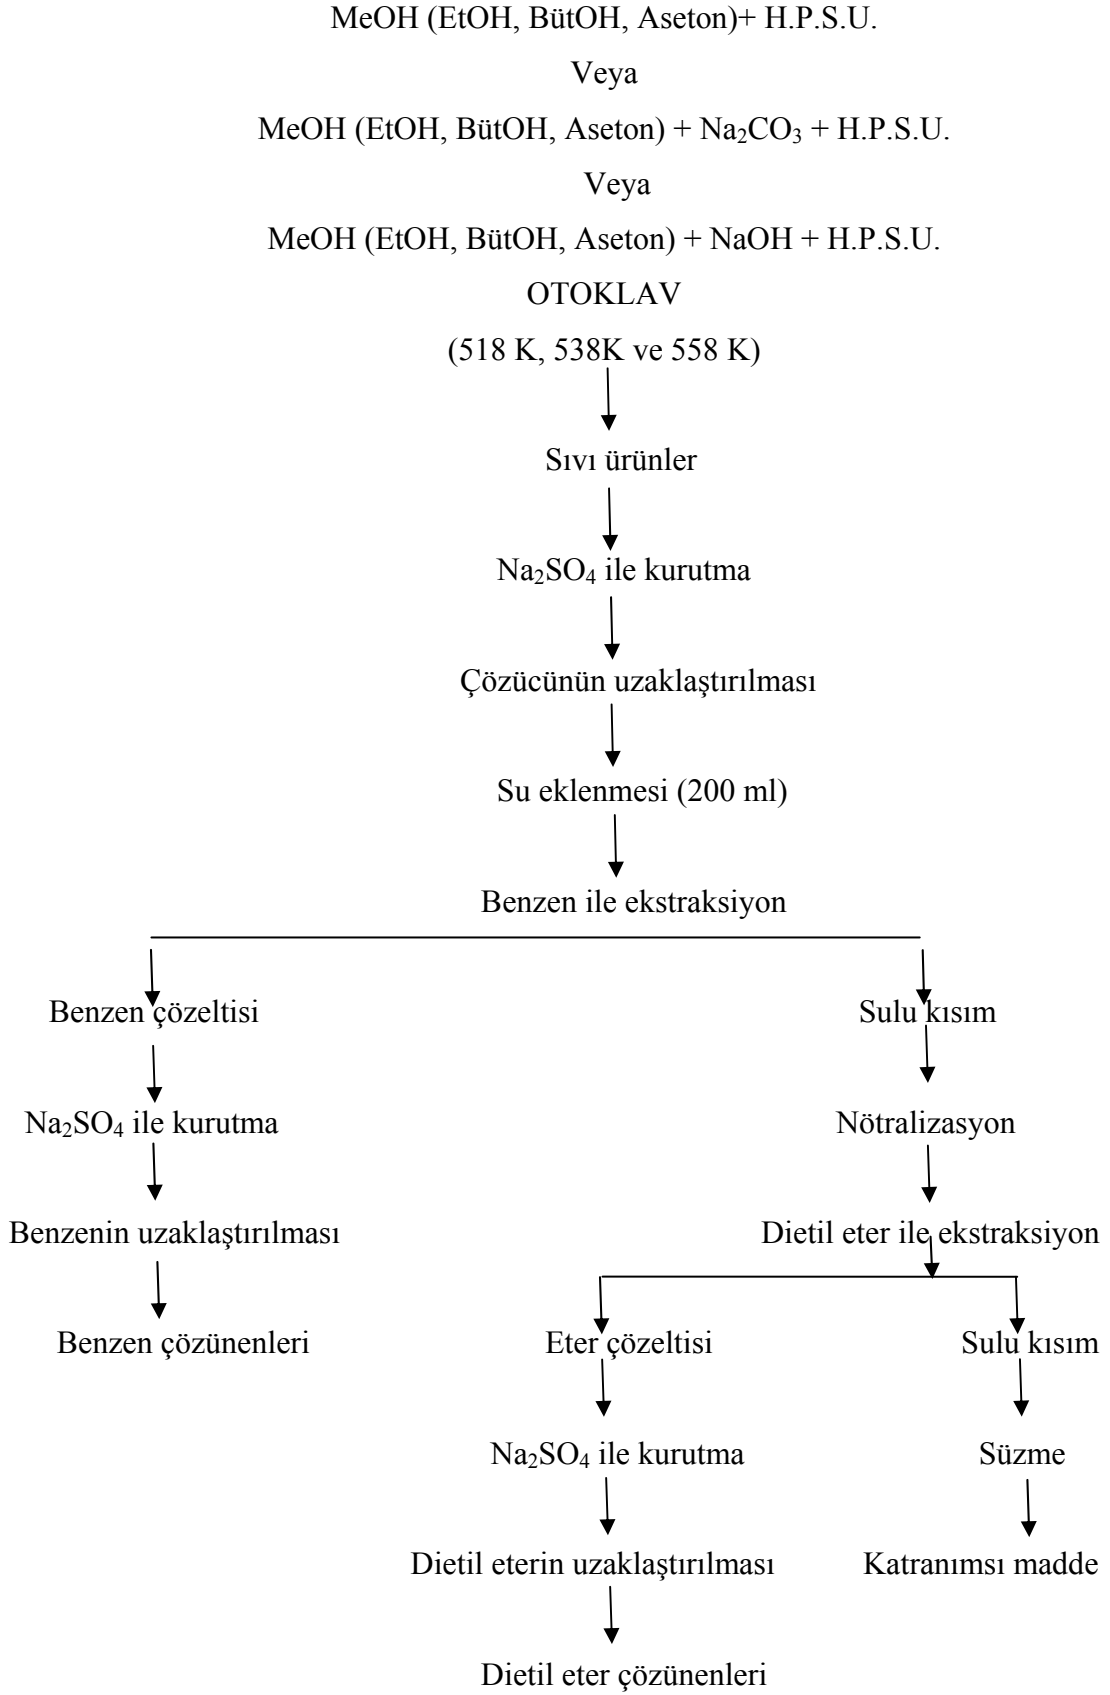 MeOH (EtOH, BütOH, Aseton)+ H.P.S.U.
Veya
MeOH (EtOH, BütOH, Aseton) + Na₂CO₃ + H.P.S.U.
Veya
MeOH (EtOH, BütOH, Aseton) + NaOH + H.P.S.U.
OTOKLAV
(518 K, 538K ve 558 K)
Sıvı ürünler
Na₂SO₄ ile kurutma
Çözücünün uzaklaştırılması
Su eklenmesi (200 ml)
Benzen ile ekstraksiyon
Benzen çözeltisi
Sulu kısım
Na₂SO₄ ile kurutma
Nötralizasyon
Benzenin uzaklaştırılması
Dietil eter ile ekstraksiyon
Benzen çözünenleri
Eter çözeltisi
Sulu kısım
Na₂SO₄ ile kurutma
Süzme
Dietil eterin uzaklaştırılması
Katranımsı madde
Dietil eter çözünenleri